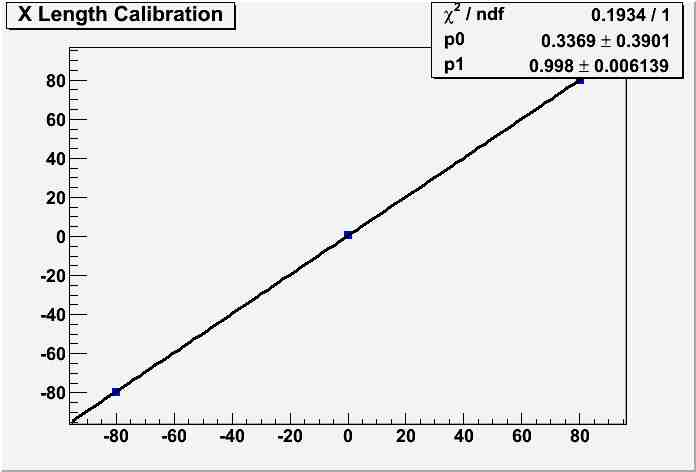 X Length Calibration
χ² / ndf 0.1934 / 1
p0 0.3369 ± 0.3901
p1 0.998 ± 0.006139
80
60
40
20
0
-20
-40
-60
-80
-80 -60 -40 -20 0 20 40 60 80